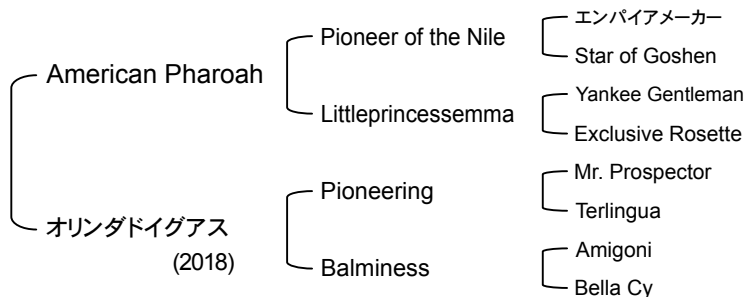 American Pharoah
Pioneer of the Nile
エンパイアメーカー
Star of Goshen
Littleprincessemma
Yankee Gentleman
Exclusive Rosette
オリンダドイグアス
(2018)
Pioneering
Mr. Prospector
Terlingua
Balminess
Amigoni
Bella Cy